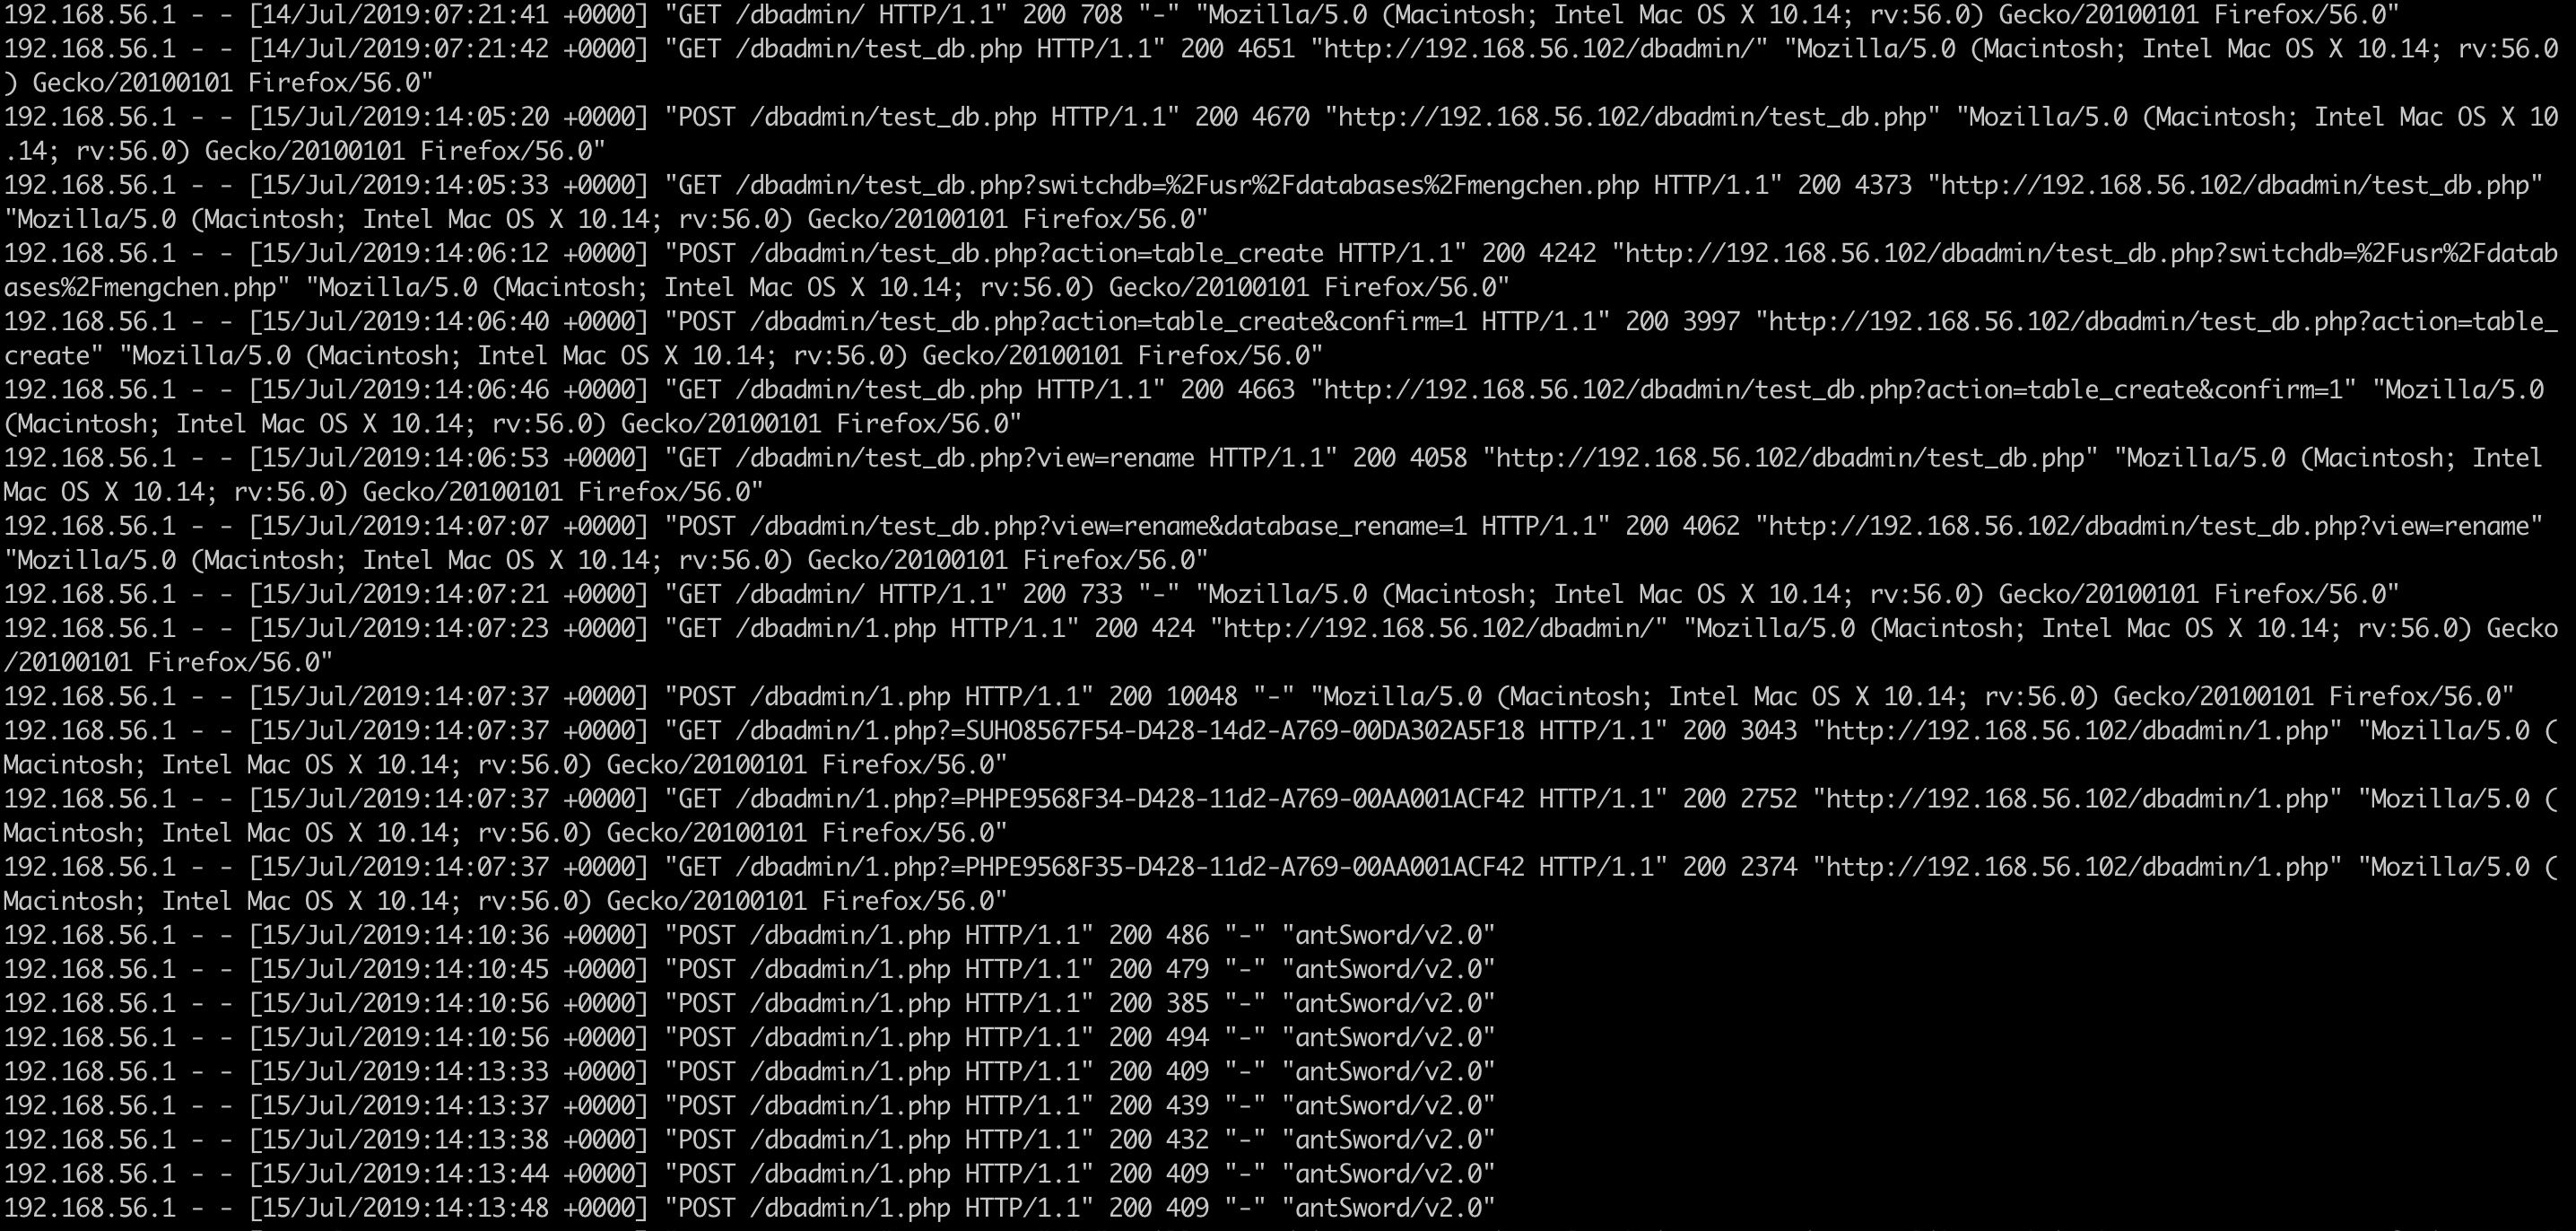 192.168.56.1 - - [14/Jul/2019:07:21:41 +0000] "GET /dbadmin/ HTTP/1.1" 200 708 "-" "Mozilla/5.0 (Macintosh; Intel Mac OS X 10.14; rv:56.0) Gecko/20100101 Firefox/56.0"
192.168.56.1 - - [14/Jul/2019:07:21:42 +0000] "GET /dbadmin/test_db.php HTTP/1.1" 200 4651 "http://192.168.56.102/dbadmin/" "Mozilla/5.0 (Macintosh; Intel Mac OS X 10.14; rv:56.0
) Gecko/20100101 Firefox/56.0"
192.168.56.1 - - [15/Jul/2019:14:05:20 +0000] "POST /dbadmin/test_db.php HTTP/1.1" 200 4670 "http://192.168.56.102/dbadmin/test_db.php" "Mozilla/5.0 (Macintosh; Intel Mac OS X 10
.14; rv:56.0) Gecko/20100101 Firefox/56.0"
192.168.56.1 - - [15/Jul/2019:14:05:33 +0000] "GET /dbadmin/test_db.php?switchdb=%2Fusr%2Fdatabases%2Fmengchen.php HTTP/1.1" 200 4373 "http://192.168.56.102/dbadmin/test_db.php"
"Mozilla/5.0 (Macintosh; Intel Mac OS X 10.14; rv:56.0) Gecko/20100101 Firefox/56.0"
192.168.56.1 - - [15/Jul/2019:14:06:12 +0000] "POST /dbadmin/test_db.php?action=table_create HTTP/1.1" 200 4242 "http://192.168.56.102/dbadmin/test_db.php?switchdb=%2Fusr%2Fdatab
ases%2Fmengchen.php" "Mozilla/5.0 (Macintosh; Intel Mac OS X 10.14; rv:56.0) Gecko/20100101 Firefox/56.0"
192.168.56.1 - - [15/Jul/2019:14:06:40 +0000] "POST /dbadmin/test_db.php?action=table_create&confirm=1 HTTP/1.1" 200 3997 "http://192.168.56.102/dbadmin/test_db.php?action=table_
create" "Mozilla/5.0 (Macintosh; Intel Mac OS X 10.14; rv:56.0) Gecko/20100101 Firefox/56.0"
192.168.56.1 - - [15/Jul/2019:14:06:46 +0000] "GET /dbadmin/test_db.php HTTP/1.1" 200 4663 "http://192.168.56.102/dbadmin/test_db.php?action=table_create&confirm=1" "Mozilla/5.0
(Macintosh; Intel Mac OS X 10.14; rv:56.0) Gecko/20100101 Firefox/56.0"
192.168.56.1 - - [15/Jul/2019:14:06:53 +0000] "GET /dbadmin/test_db.php?view=rename HTTP/1.1" 200 4058 "http://192.168.56.102/dbadmin/test_db.php" "Mozilla/5.0 (Macintosh; Intel
Mac OS X 10.14; rv:56.0) Gecko/20100101 Firefox/56.0"
192.168.56.1 - - [15/Jul/2019:14:07:07 +0000] "POST /dbadmin/test_db.php?view=rename&database_rename=1 HTTP/1.1" 200 4062 "http://192.168.56.102/dbadmin/test_db.php?view=rename"
"Mozilla/5.0 (Macintosh; Intel Mac OS X 10.14; rv:56.0) Gecko/20100101 Firefox/56.0"
192.168.56.1 - - [15/Jul/2019:14:07:21 +0000] "GET /dbadmin/ HTTP/1.1" 200 733 "-" "Mozilla/5.0 (Macintosh; Intel Mac OS X 10.14; rv:56.0) Gecko/20100101 Firefox/56.0"
192.168.56.1 - - [15/Jul/2019:14:07:23 +0000] "GET /dbadmin/1.php HTTP/1.1" 200 424 "http://192.168.56.102/dbadmin/" "Mozilla/5.0 (Macintosh; Intel Mac OS X 10.14; rv:56.0) Gecko
/20100101 Firefox/56.0"
192.168.56.1 - - [15/Jul/2019:14:07:37 +0000] "POST /dbadmin/1.php HTTP/1.1" 200 10048 "-" "Mozilla/5.0 (Macintosh; Intel Mac OS X 10.14; rv:56.0) Gecko/20100101 Firefox/56.0"
192.168.56.1 - - [15/Jul/2019:14:07:37 +0000] "GET /dbadmin/1.php?=SUHO8567F54-D428-14d2-A769-00DA302A5F18 HTTP/1.1" 200 3043 "http://192.168.56.102/dbadmin/1.php" "Mozilla/5.0 (
Macintosh; Intel Mac OS X 10.14; rv:56.0) Gecko/20100101 Firefox/56.0"
192.168.56.1 - - [15/Jul/2019:14:07:37 +0000] "GET /dbadmin/1.php?=PHPE9568F34-D428-11d2-A769-00AA001ACF42 HTTP/1.1" 200 2752 "http://192.168.56.102/dbadmin/1.php" "Mozilla/5.0 (
Macintosh; Intel Mac OS X 10.14; rv:56.0) Gecko/20100101 Firefox/56.0"
192.168.56.1 - - [15/Jul/2019:14:07:37 +0000] "GET /dbadmin/1.php?=PHPE9568F35-D428-11d2-A769-00AA001ACF42 HTTP/1.1" 200 2374 "http://192.168.56.102/dbadmin/1.php" "Mozilla/5.0 (
Macintosh; Intel Mac OS X 10.14; rv:56.0) Gecko/20100101 Firefox/56.0"
192.168.56.1 - - [15/Jul/2019:14:10:36 +0000] "POST /dbadmin/1.php HTTP/1.1" 200 486 "-" "antSword/v2.0"
192.168.56.1 - - [15/Jul/2019:14:10:45 +0000] "POST /dbadmin/1.php HTTP/1.1" 200 479 "-" "antSword/v2.0"
192.168.56.1 - - [15/Jul/2019:14:10:56 +0000] "POST /dbadmin/1.php HTTP/1.1" 200 385 "-" "antSword/v2.0"
192.168.56.1 - - [15/Jul/2019:14:10:56 +0000] "POST /dbadmin/1.php HTTP/1.1" 200 494 "-" "antSword/v2.0"
192.168.56.1 - - [15/Jul/2019:14:13:33 +0000] "POST /dbadmin/1.php HTTP/1.1" 200 409 "-" "antSword/v2.0"
192.168.56.1 - - [15/Jul/2019:14:13:37 +0000] "POST /dbadmin/1.php HTTP/1.1" 200 439 "-" "antSword/v2.0"
192.168.56.1 - - [15/Jul/2019:14:13:38 +0000] "POST /dbadmin/1.php HTTP/1.1" 200 432 "-" "antSword/v2.0"
192.168.56.1 - - [15/Jul/2019:14:13:44 +0000] "POST /dbadmin/1.php HTTP/1.1" 200 409 "-" "antSword/v2.0"
192.168.56.1 - - [15/Jul/2019:14:13:48 +0000] "POST /dbadmin/1.php HTTP/1.1" 200 409 "-" "antSword/v2.0"